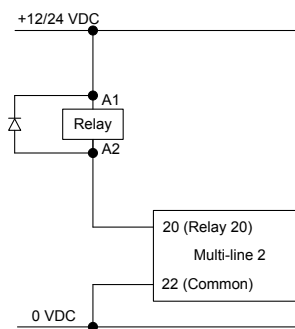 +12/24 VDC
A1
Relay
A2
20 (Relay 20)
Multi-line 2
22 (Common)
0 VDC